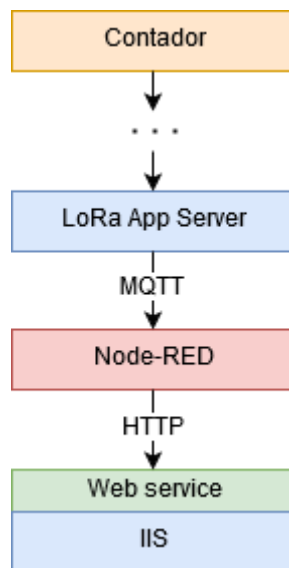 Contador
. . .
LoRa App Server
MQTT
Node-RED
HTTP
Web service
IIS